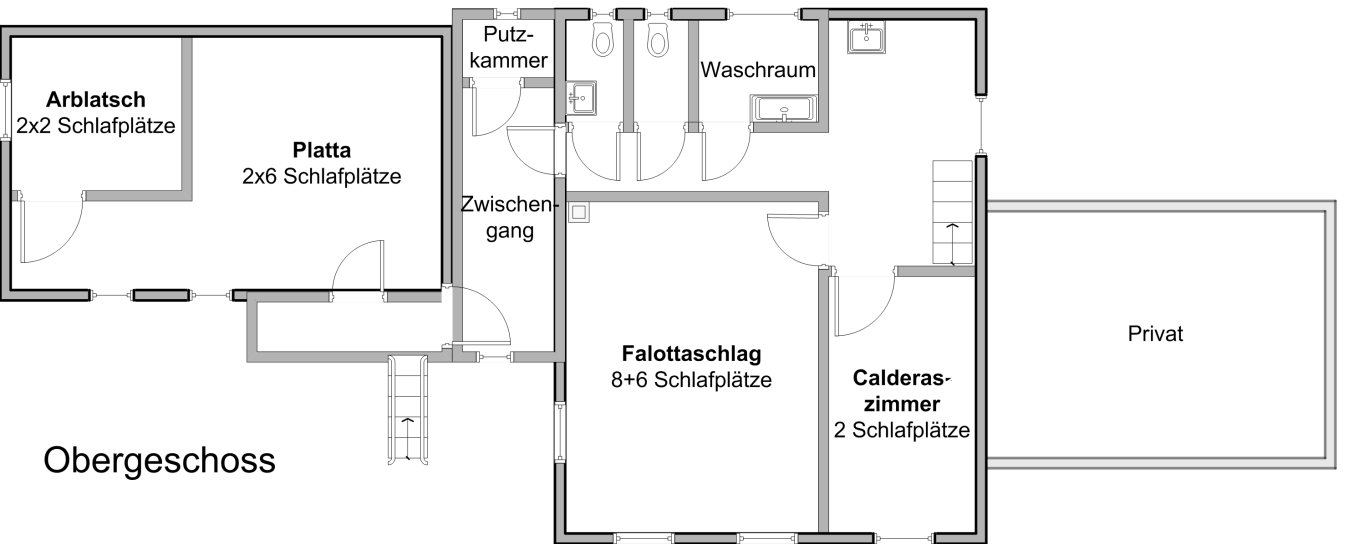 Putz-
kammer
Waschraum
Arblatsch
2x2 Schlafplätze
Platta
2x6 Schlafplätze
Zwischen-
gang
Falottaschlag
8+6 Schlafplätze
Calderas-
zimmer
2 Schlafplätze
Privat
Obergeschoss